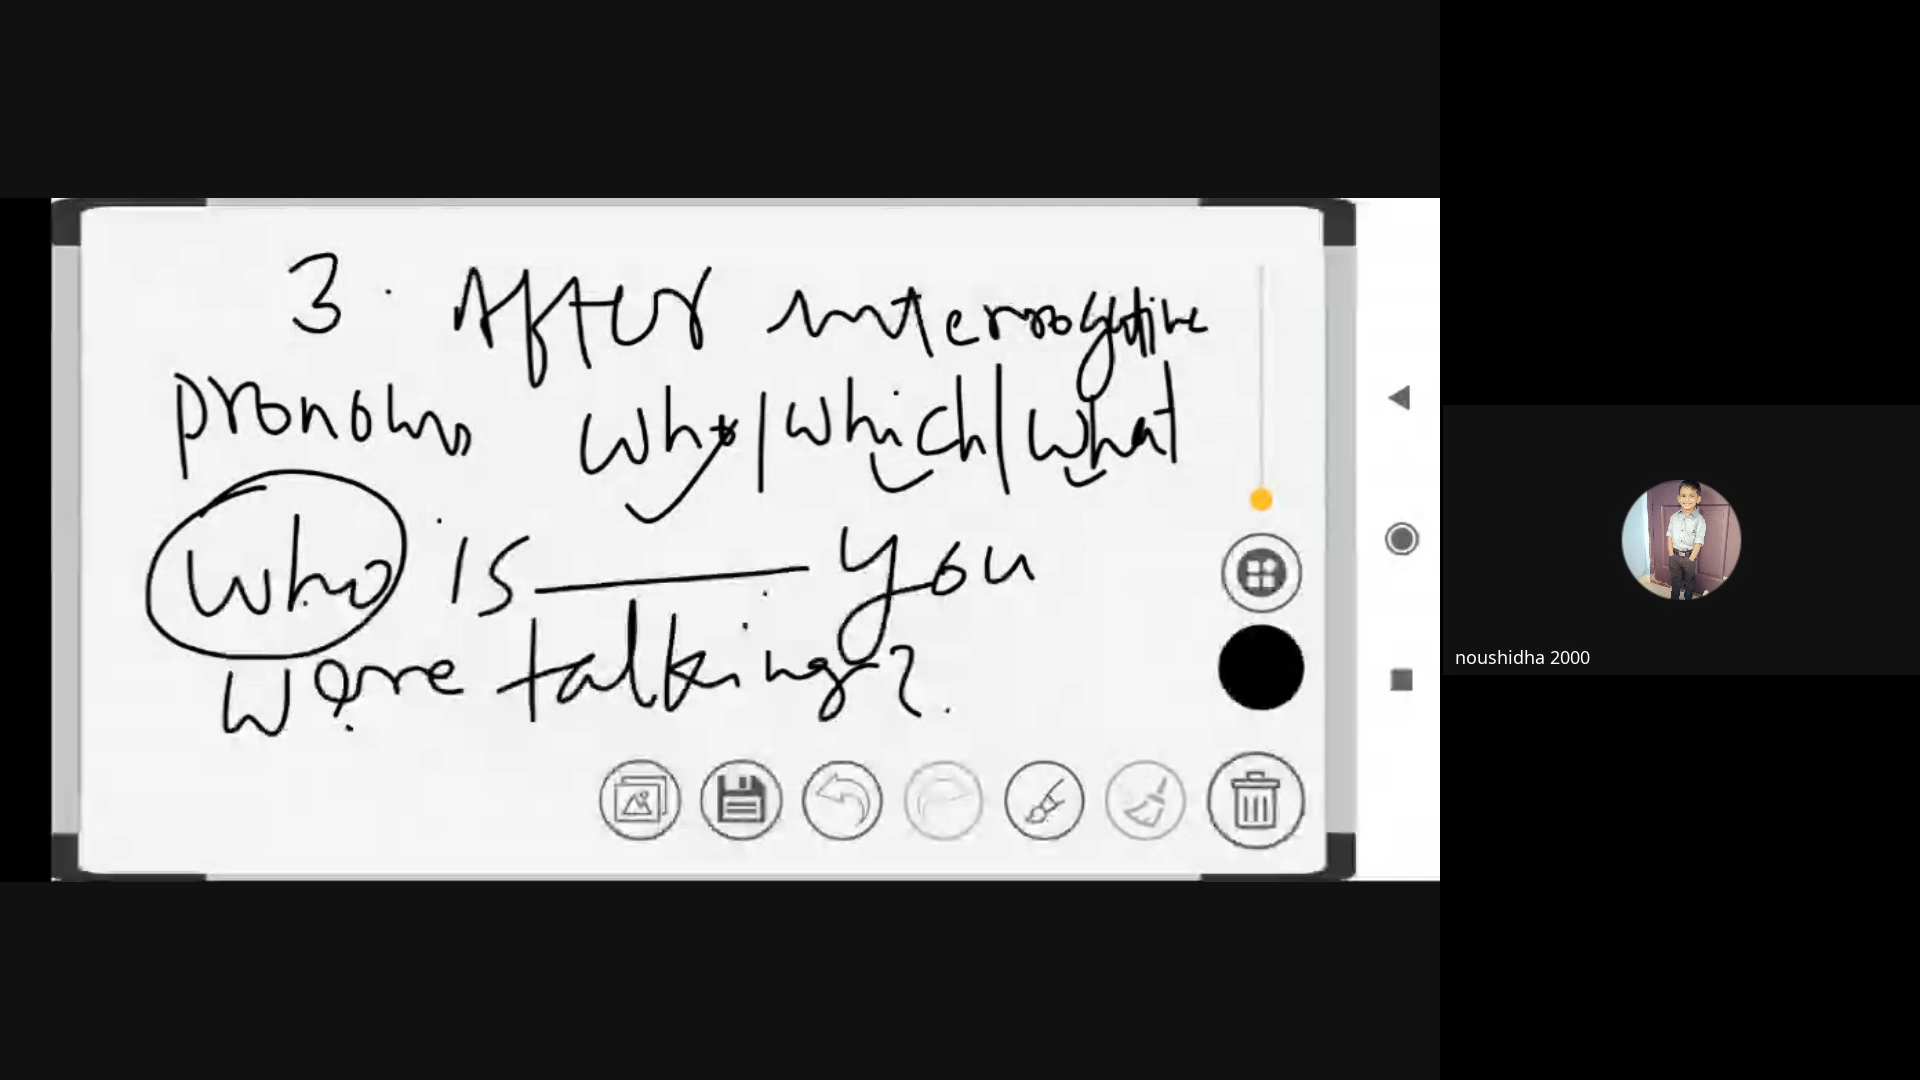 3. After interrogative
pronouns who/which/what
who is ______ you
were talking?
noushidha 2000